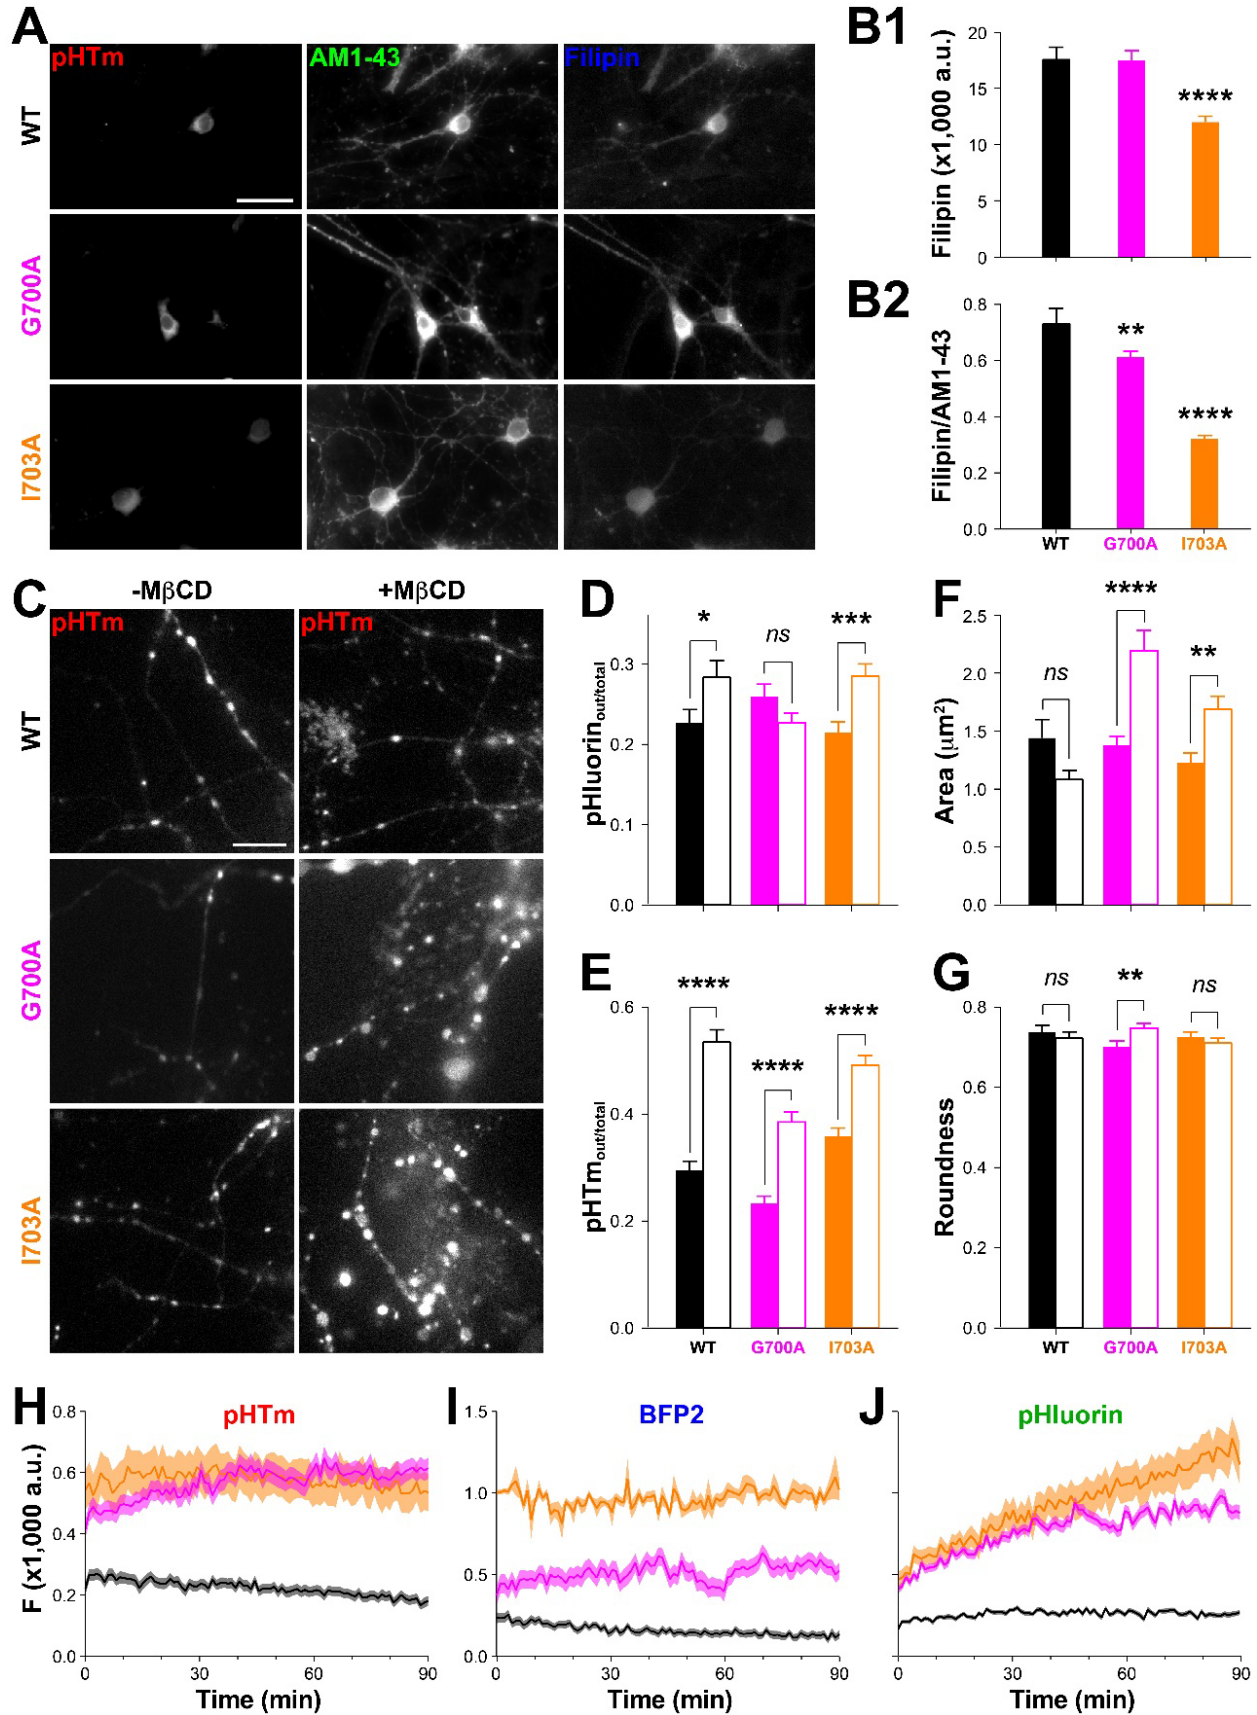 A
pHTm
AM1-43
Filipin
WT
G700A
I703A
B1
Filipin (x1,000 a.u.)
20
15
10
5
0
****
B2
Filipin/AM1-43
0.8
0.6
0.4
0.2
0.0
**
****
WT
G700A
I703A
C
-MβCD
+MβCD
pHTm
pHTm
WT
G700A
I703A
D
pHluorin out/total
0.3
0.2
0.1
0.0
*
ns
***
E
pHTm out/total
0.6
0.4
0.2
0.0
****
****
****
WT
G700A
I703A
F
Area (μm²)
2.5
2.0
1.5
1.0
0.5
0.0
ns
****
**
G
Roundness
0.8
0.6
0.4
0.2
0.0
ns
**
ns
WT
G700A
I703A
H
pHTm
F (x1,000 a.u.)
0.8
0.6
0.4
0.2
0.0
0
30
60
90
Time (min)
I
BFP2
1.5
1.0
0.5
0.0
0
30
60
90
Time (min)
J
pHluorin
0
30
60
90
Time (min)